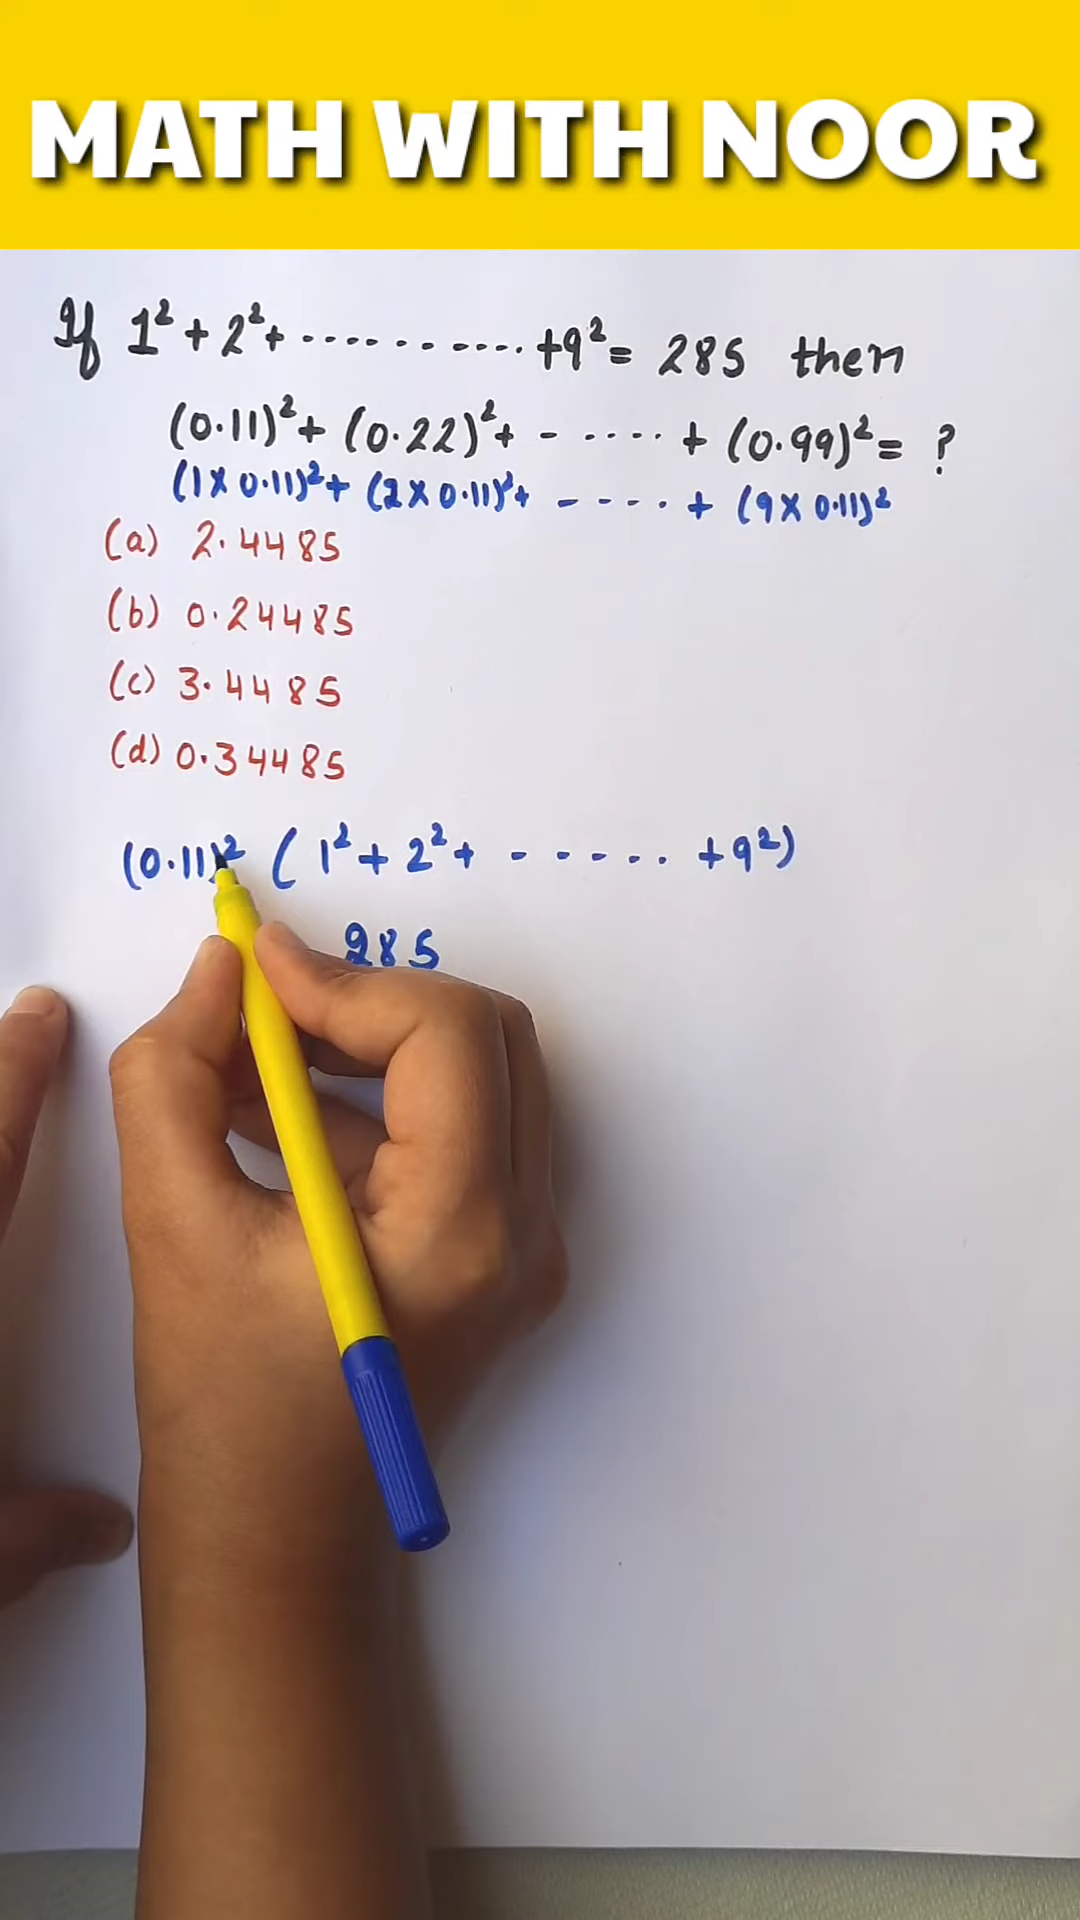 MATH WITH NOOR
If 1² + 2² + ----------- + 9² = 285 then
(0.11)² + (0.22)² + - ----- + (0.99)² = ?
(1 × 0.11)² + (2 × 0.11)² + - ---- + (9 × 0.11)²
(a) 2.4485
(b) 0.24485
(c) 3.4485
(d) 0.34485
(0.11)² ( 1² + 2² + - - - - - - + 9² )
285